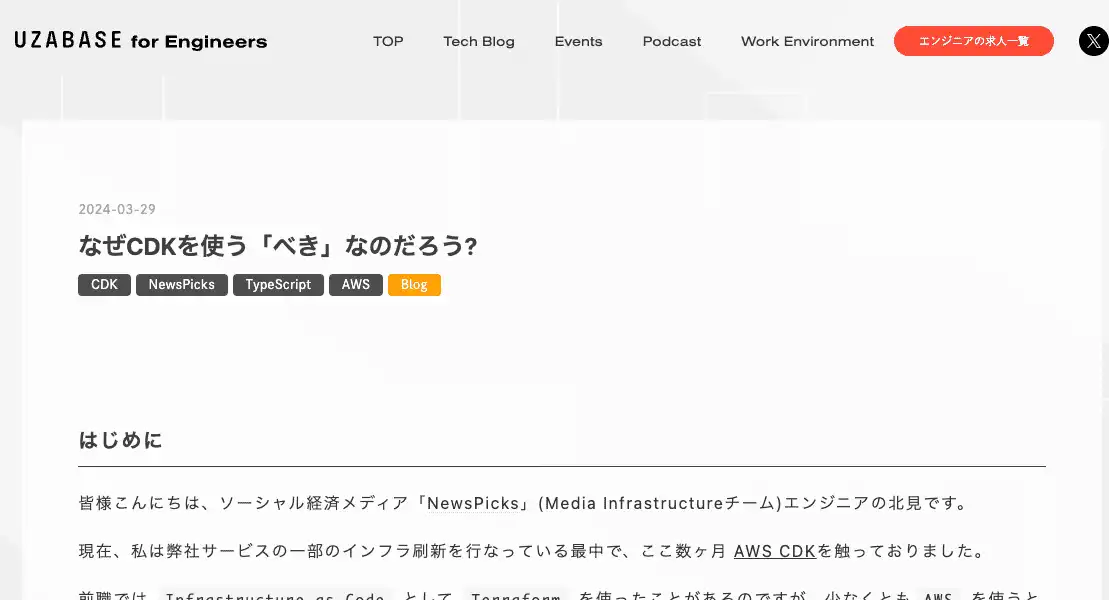 UZABASE for Engineers
TOP
Tech Blog
Events
Podcast
Work Environment
エンジニアの求人一覧
X
2024-03-29
なぜCDKを使う「べき」なのだろう?
CDK NewsPicks TypeScript AWS Blog
はじめに
皆様こんにちは、ソーシャル経済メディア「NewsPicks」(Media Infrastructureチーム)エンジニアの北見です。
現在、私は弊社サービスの一部のインフラ刷新を行なっている最中で、ここ数ヶ月 AWS CDKを触っておりました。
前職では、Infrastructure as Code として Terraform を使ったことがあるのですが、少なくとも AWS を使うと